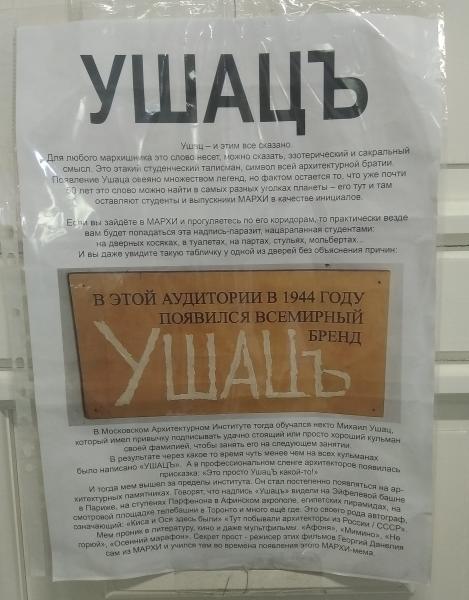 УШАЦЪ
Ушац – и этим все сказано.
Для любого мархишника это слово несет, можно сказать, эзотерический и сакральный
смысл. Это этакий студенческий талисман, символ всей архитектурной братии.
Появление Ушаца овеяно множеством легенд, но фактом остается то, что уже почти
60 лет это слово можно найти в самых разных уголках планеты – его тут и там
оставляют студенты и выпускники МАРХИ в качестве инициалов.
Если вы зайдёте в МАРХИ и прогуляетесь по его коридорам, то практически везде
вам будет попадаться эта надпись-паразит, нацарапанная студентами:
на дверных косяках, в туалетах, на партах, стульях, мольбертах...
И вы даже увидите такую табличку у одной из дверей без объяснения причин:
В ЭТОЙ АУДИТОРИИ В 1944 ГОДУ
ПОЯВИЛСЯ ВСЕМИРНЫЙ
БРЕНД
УШАЦЪ
В Московском Архитектурном Институте тогда обучался некто Михаил Ушац,
который имел привычку подписывать удачно стоящий или просто хороший кульман
своей фамилией, чтобы занять его на следующем занятии.
В результате через какое то время чуть менее чем на всех кульманах
было написано «УШАЦЪ». А в профессиональном сленге архитекторов появилась
присказка: «Это просто УшацЪ какой-то!»
И тогда мем вышел за пределы института. Он стал постепенно появляться на ар-
хитектурных памятниках. Говорят, что надпись «Ушацъ» видели на Эйфелевой башне
в Париже, на ступенях Парфенона в Афинском акрополе, египетских пирамидах, на
смотровой площадке телебашни в Торонто и много ещё где. Это своего рода автограф,
означающий: «Киса и Ося здесь были» «Тут побывали архитекторы из России / СССР».
Мем проник в литературу, кино и даже мультфильмы. «Афоня», «Мимино», «Не
горюй», «Осенний марафон». Секрет прост - режисер этих фильмов Георгий Данелия
сам из МАРХИ и учился там во времена появления этого МАРХИ-мема.